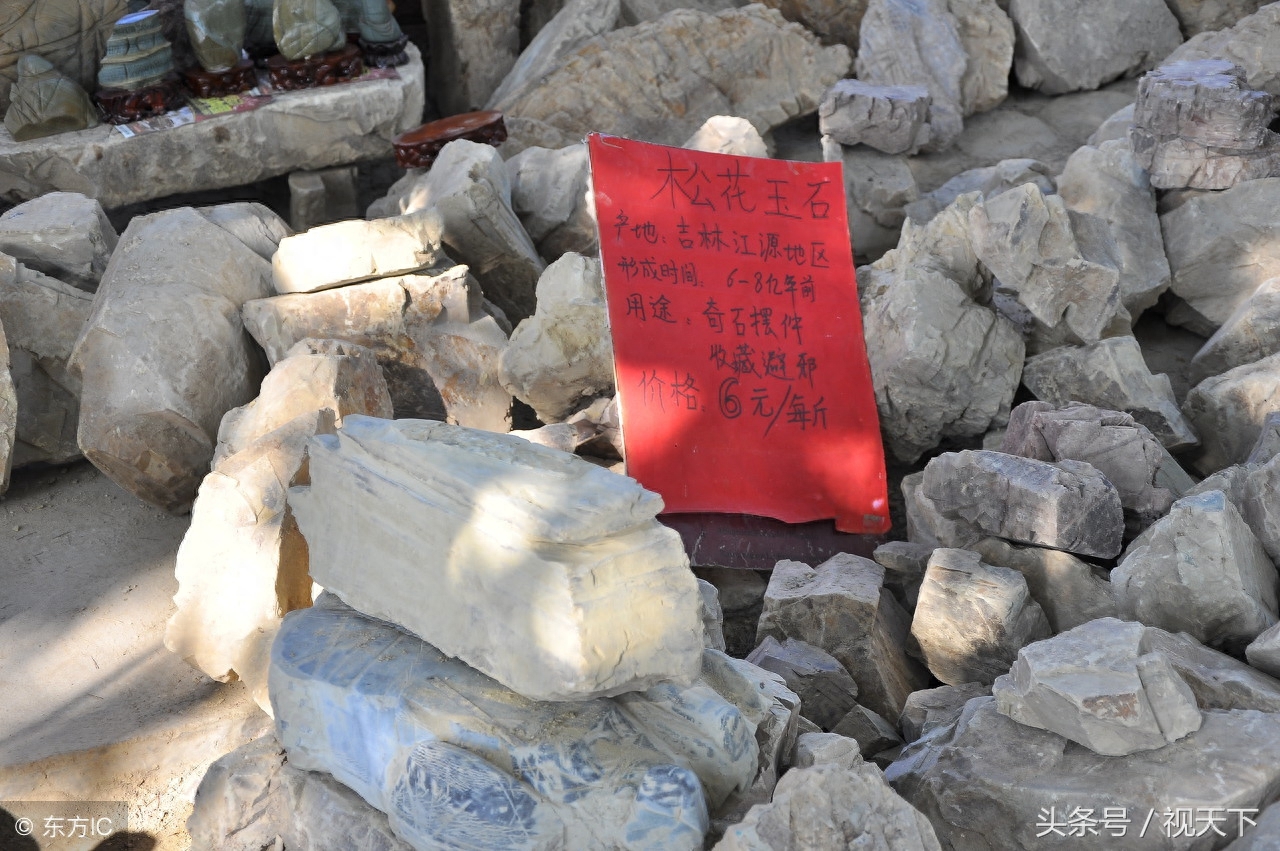 松花玉石
产地：吉林江源地区
形成时间：6-8亿年前
用途：奇石摆件
收藏避邪
价格：6元/每斤
© 东方IC
头条号 / 视天下